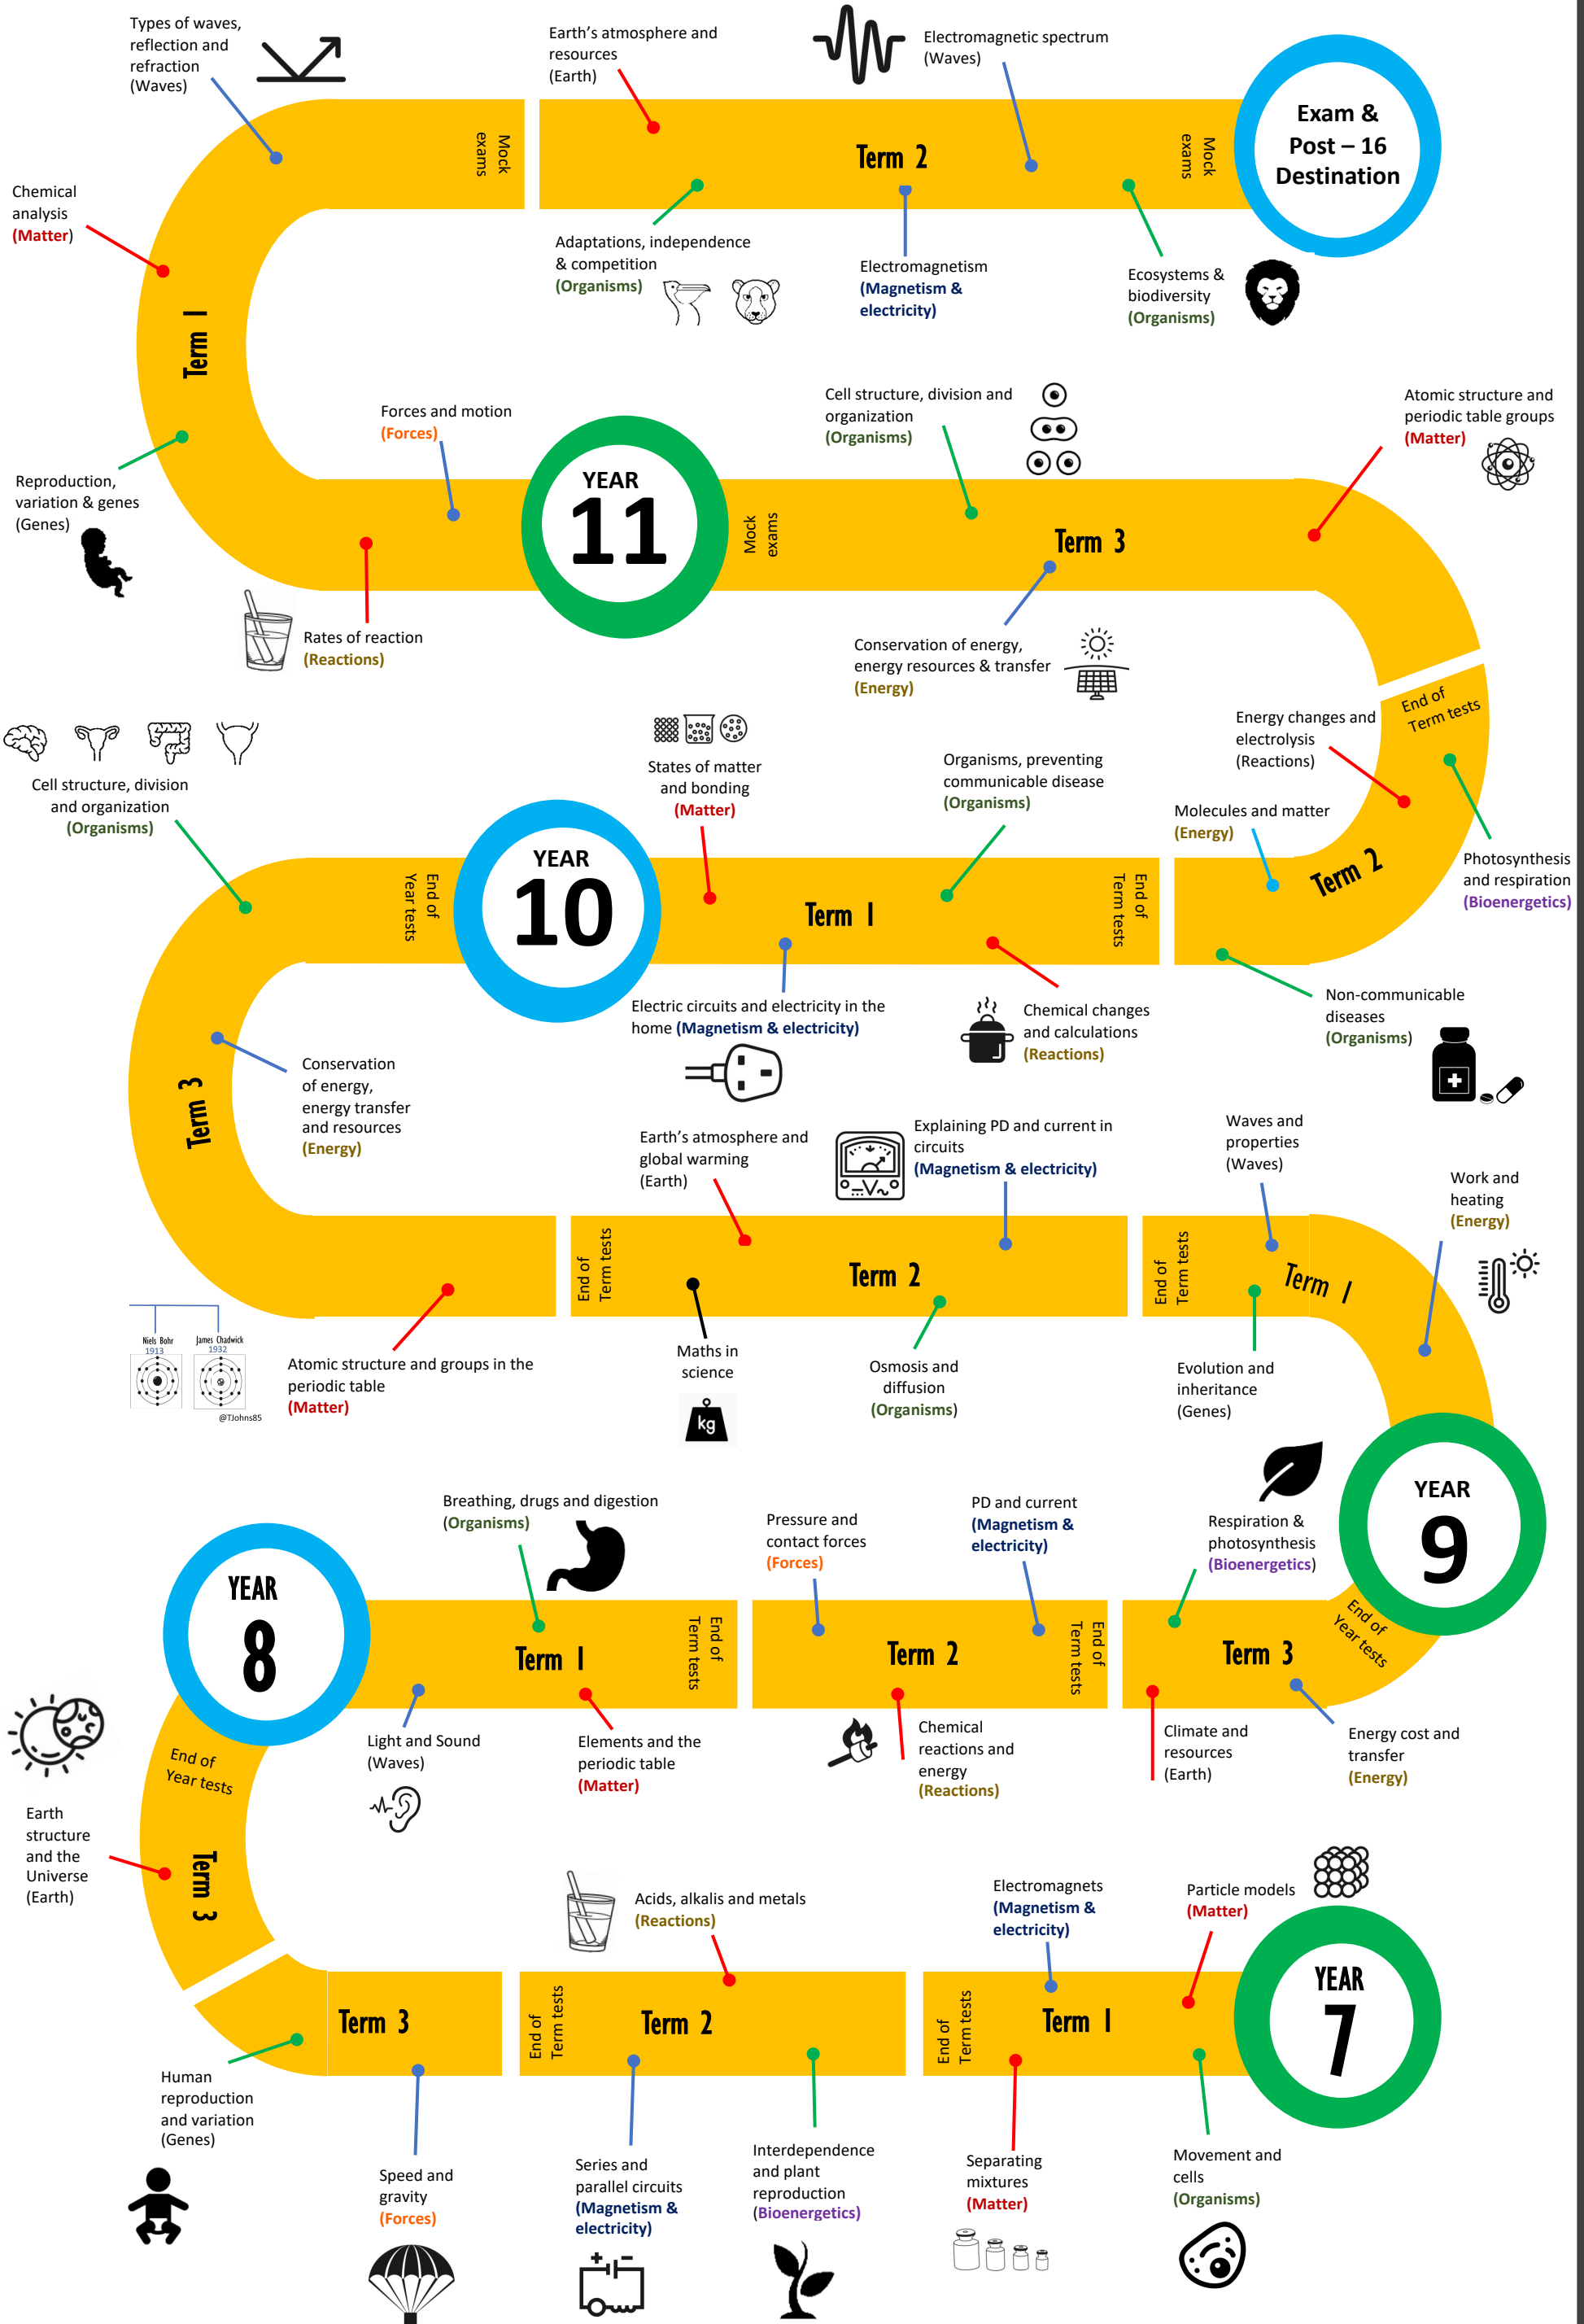 Types of waves,
reflection and
refraction
(Waves)
Earth's atmosphere and
resources
(Earth)
Electromagnetic spectrum
(Waves)
Mock
exams
Term 2
Mock
exams
Exam &
Post – 16
Destination
Chemical
analysis
(Matter)
Adaptations, independence
& competition
(Organisms)
Electromagnetism
(Magnetism &
electricity)
Ecosystems &
biodiversity
(Organisms)
Term 1
Forces and motion
(Forces)
Cell structure, division and
organization
(Organisms)
Atomic structure and
periodic table groups
(Matter)
Reproduction,
variation & genes
(Genes)
YEAR
11
Mock
exams
Term 3
Rates of reaction
(Reactions)
Conservation of energy,
energy resources & transfer
(Energy)
End of
Term tests
Energy changes and
electrolysis
(Reactions)
Cell structure, division
and organization
(Organisms)
States of matter
and bonding
(Matter)
Organisms, preventing
communicable disease
(Organisms)
Molecules and matter
(Energy)
Term 2
Photosynthesis
and respiration
(Bioenergetics)
End of
Year tests
YEAR
10
Term 1
End of
Term tests
Electric circuits and electricity in the
home (Magnetism & electricity)
Chemical changes
and calculations
(Reactions)
Non-communicable
diseases
(Organisms)
Term 3
Conservation
of energy,
energy transfer
and resources
(Energy)
Earth's atmosphere and
global warming
(Earth)
Explaining PD and current in
circuits
(Magnetism & electricity)
Waves and
properties
(Waves)
Work and
heating
(Energy)
End of
Term tests
Term 2
End of
Term tests
Term 1
Niels Bohr
1913
James Chadwick
1932
@TJohns85
Atomic structure and groups in the
periodic table
(Matter)
Maths in
science
kg
Osmosis and
diffusion
(Organisms)
Evolution and
inheritance
(Genes)
YEAR
9
Breathing, drugs and digestion
(Organisms)
Pressure and
contact forces
(Forces)
PD and current
(Magnetism &
electricity)
Respiration &
photosynthesis
(Bioenergetics)
YEAR
8
Term 1
End of
Term tests
Term 2
End of
Term tests
Term 3
End of
Year tests
Light and Sound
(Waves)
Elements and the
periodic table
(Matter)
Chemical
reactions and
energy
(Reactions)
Climate and
resources
(Earth)
Energy cost and
transfer
(Energy)
End of
Year tests
Earth
structure
and the
Universe
(Earth)
Term 3
Acids, alkalis and metals
(Reactions)
Electromagnets
(Magnetism &
electricity)
Particle models
(Matter)
Term 3
End of
Term tests
Term 2
End of
Term tests
Term 1
YEAR
7
Human
reproduction
and variation
(Genes)
Speed and
gravity
(Forces)
Series and
parallel circuits
(Magnetism &
electricity)
Interdependence
and plant
reproduction
(Bioenergetics)
Separating
mixtures
(Matter)
Movement and
cells
(Organisms)